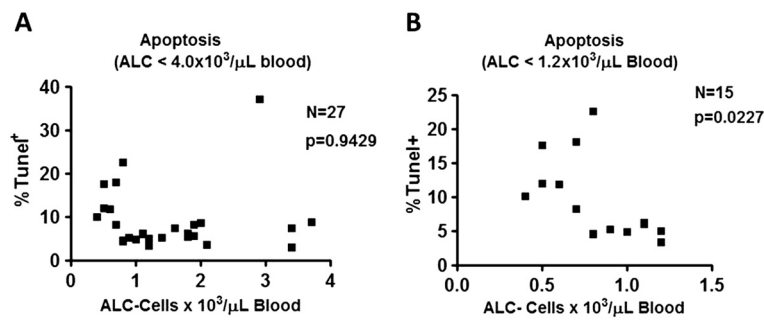 A
Apoptosis
(ALC < 4.0x10³/μL blood)
N=27
p=0.9429
% Tunel⁺
40
30
20
10
0
0
1
2
3
4
ALC-Cells x 10³/μL Blood
B
Apoptosis
(ALC < 1.2x10³/μL Blood)
N=15
p=0.0227
% Tunel+
25
20
15
10
5
0
0.0
0.5
1.0
1.5
ALC- Cells x 10³/μL Blood